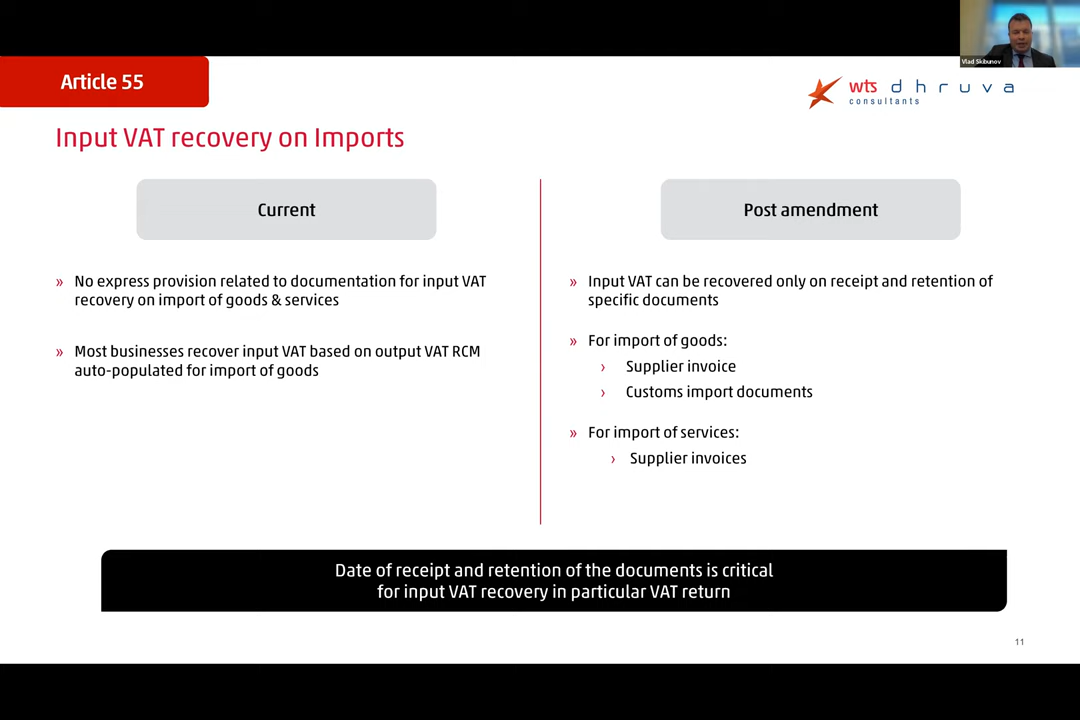 Vlad Skibunov
Article 55
wts dhruva
consultants
Input VAT recovery on Imports
Current
» No express provision related to documentation for input VAT
recovery on import of goods & services
» Most businesses recover input VAT based on output VAT RCM
auto-populated for import of goods
Post amendment
» Input VAT can be recovered only on receipt and retention of
specific documents
» For import of goods:
› Supplier invoice
› Customs import documents
» For import of services:
› Supplier invoices
Date of receipt and retention of the documents is critical
for input VAT recovery in particular VAT return
11